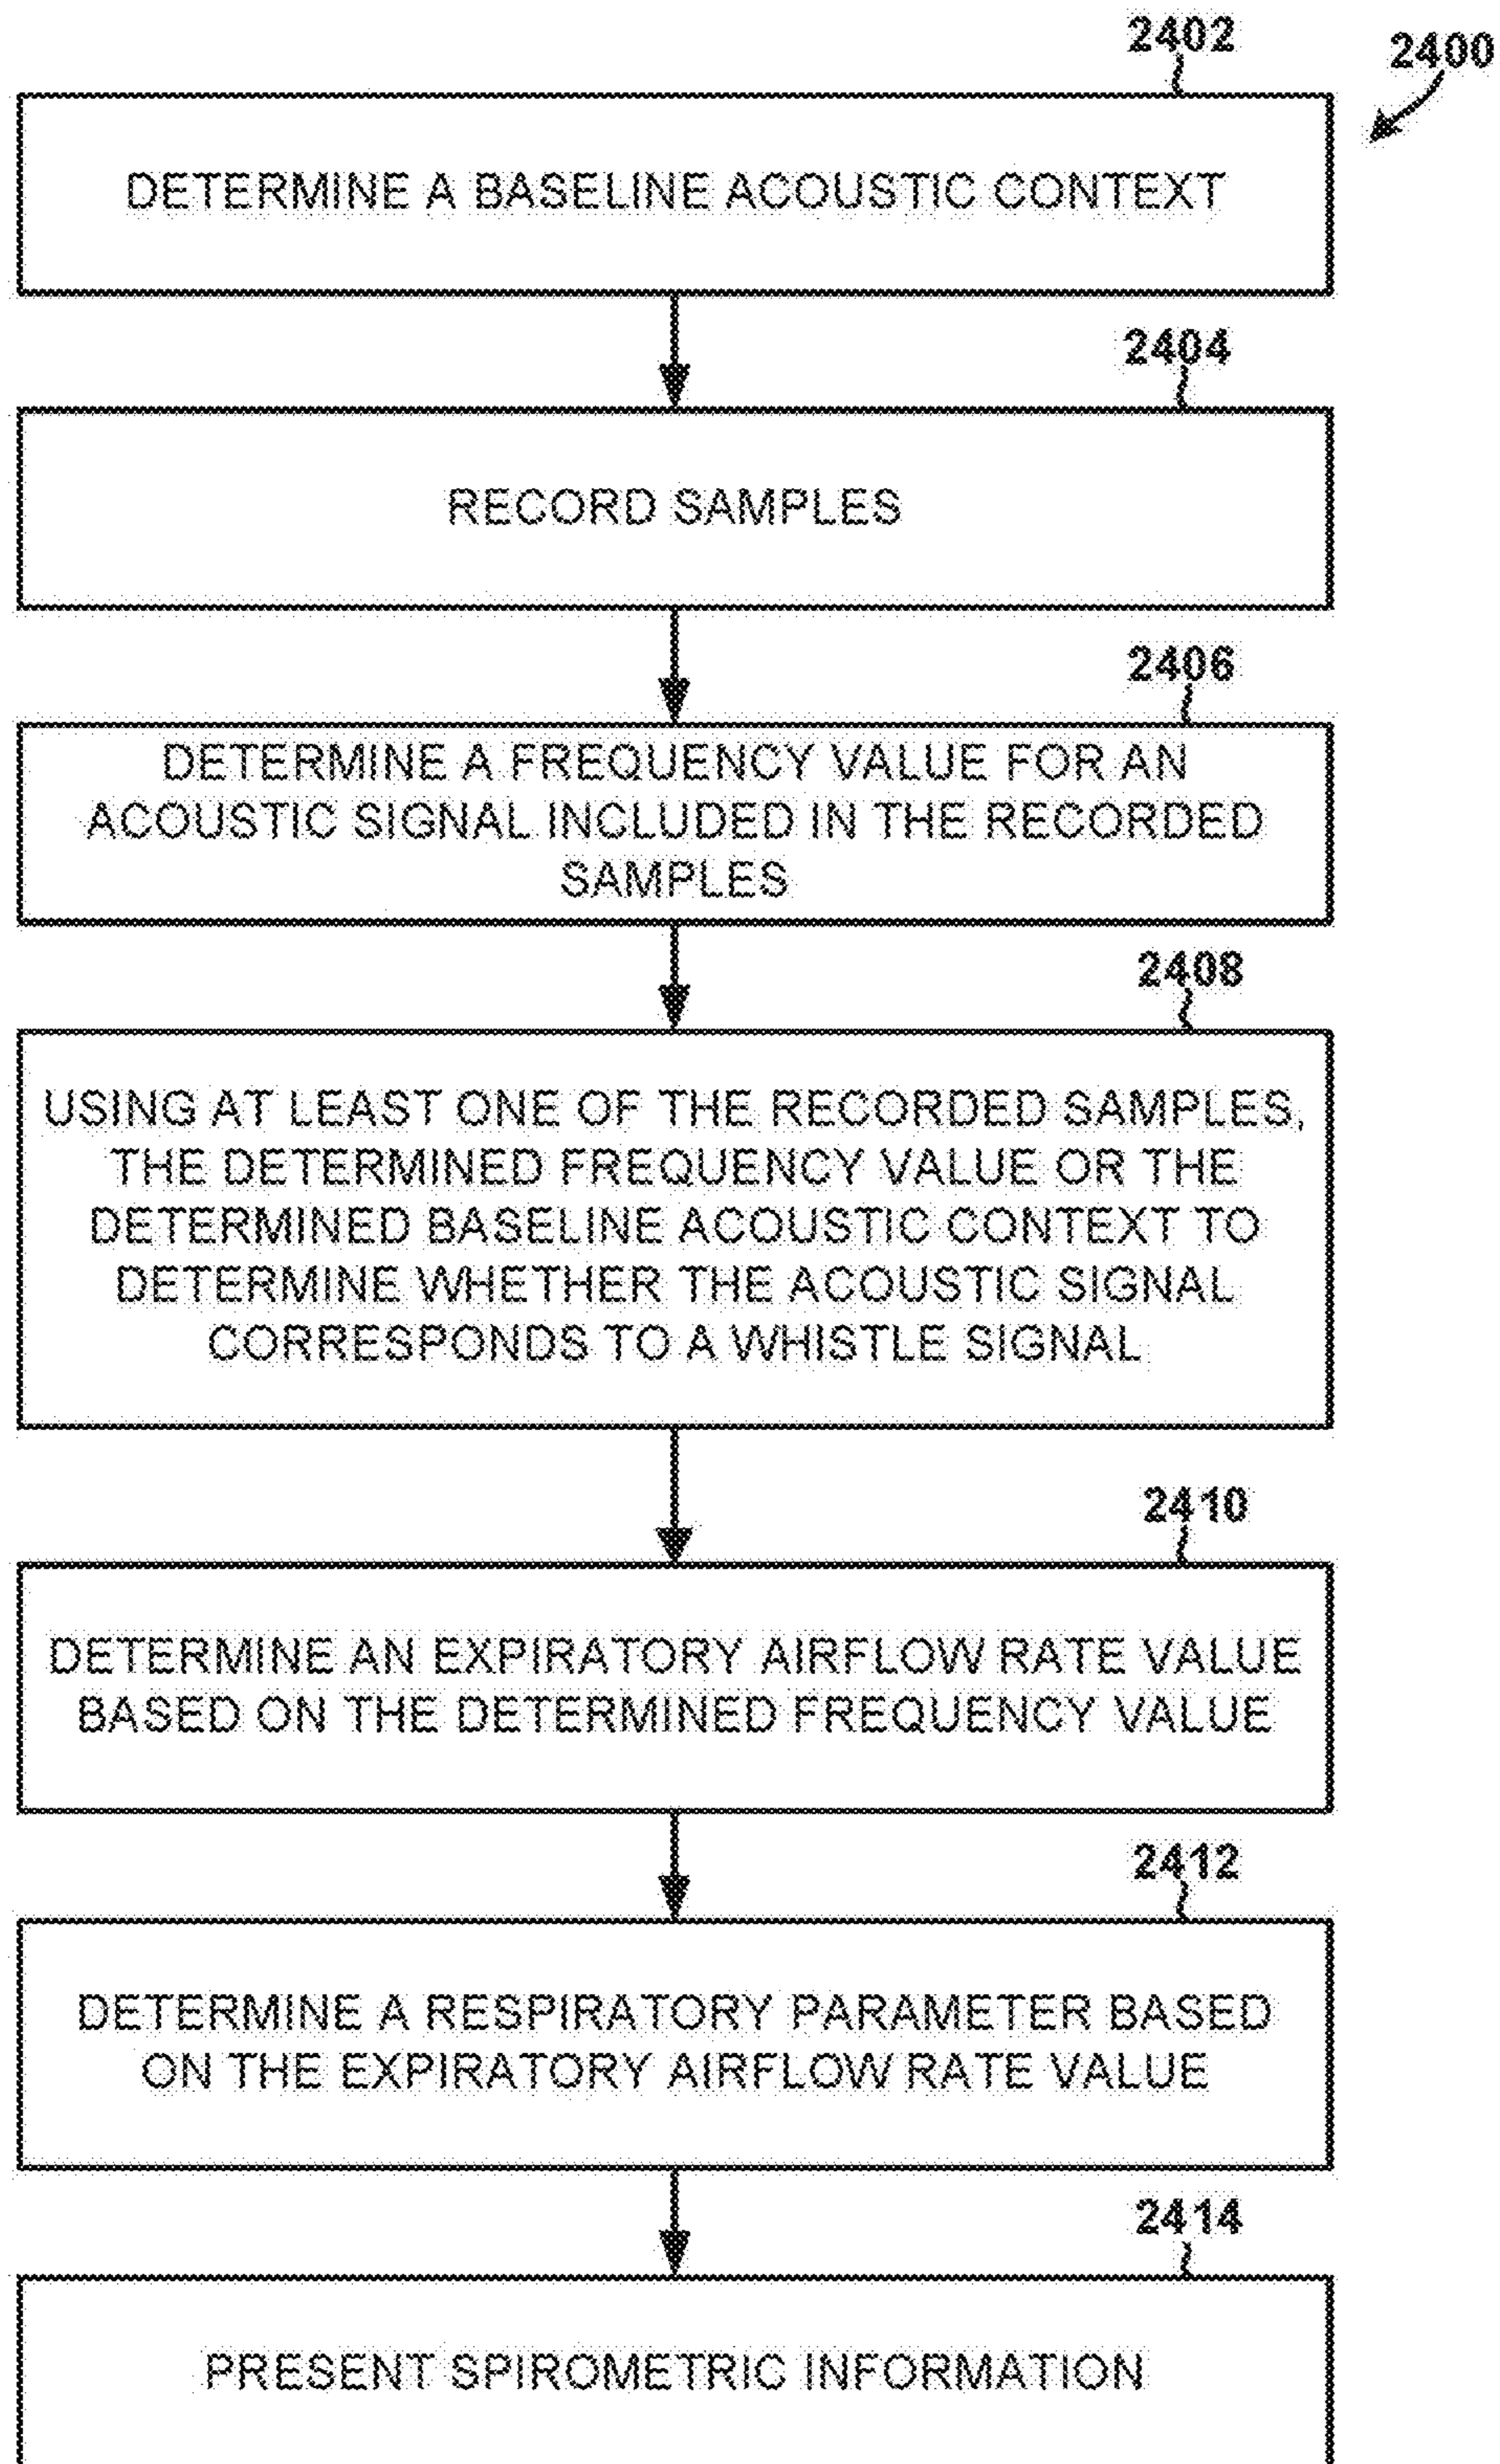 2402
2400
DETERMINE A BASELINE ACOUSTIC CONTEXT
2404
RECORD SAMPLES
2406
DETERMINE A FREQUENCY VALUE FOR AN
ACOUSTIC SIGNAL INCLUDED IN THE RECORDED
SAMPLES
2408
USING AT LEAST ONE OF THE RECORDED SAMPLES,
THE DETERMINED FREQUENCY VALUE OR THE
DETERMINED BASELINE ACOUSTIC CONTEXT TO
DETERMINE WHETHER THE ACOUSTIC SIGNAL
CORRESPONDS TO A WHISTLE SIGNAL
2410
DETERMINE AN EXPIRATORY AIRFLOW RATE VALUE
BASED ON THE DETERMINED FREQUENCY VALUE
2412
DETERMINE A RESPIRATORY PARAMETER BASED
ON THE EXPIRATORY AIRFLOW RATE VALUE
2414
PRESENT SPIROMETRIC INFORMATION